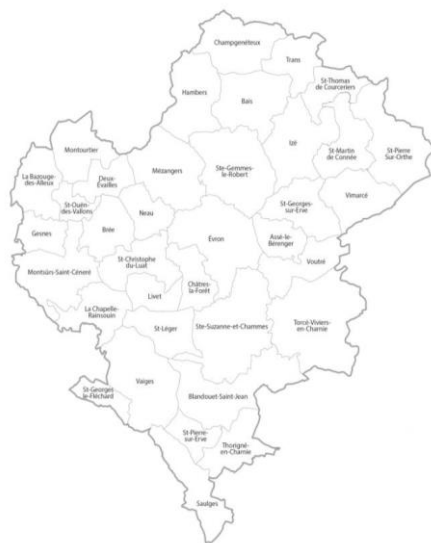 Champgenéteux
Trans
St-Thomas
de Courceriers
Hambers
Bais
Izé
St-Martin
de Connée
St-Pierre
Sur-Orthe
Montourtier
La Bazouge-
des-Alleux
Deux-
Évailles
Mézangers
Ste-Gemmes-
le-Robert
Vimarcé
St-Ouën
des-Vallons
Neau
St-Georges-
sur-Erve
Gesnes
Brée
Évron
Assé-le-
Bérenger
Voutré
Montsûrs-Saint-Céneré
St-Christophe
du-Luat
Livet
Châtres-
la-Forêt
La Chapelle-
Rainsouin
St-Léger
Ste-Suzanne-et-Chammes
Torcé-Viviers-
en-Charnie
Vaiges
St-Georges
le-Fléchard
Blandouet-Saint-Jean
St-Pierre-
sur-Erve
Thorigné-
en-Charnie
Saulges